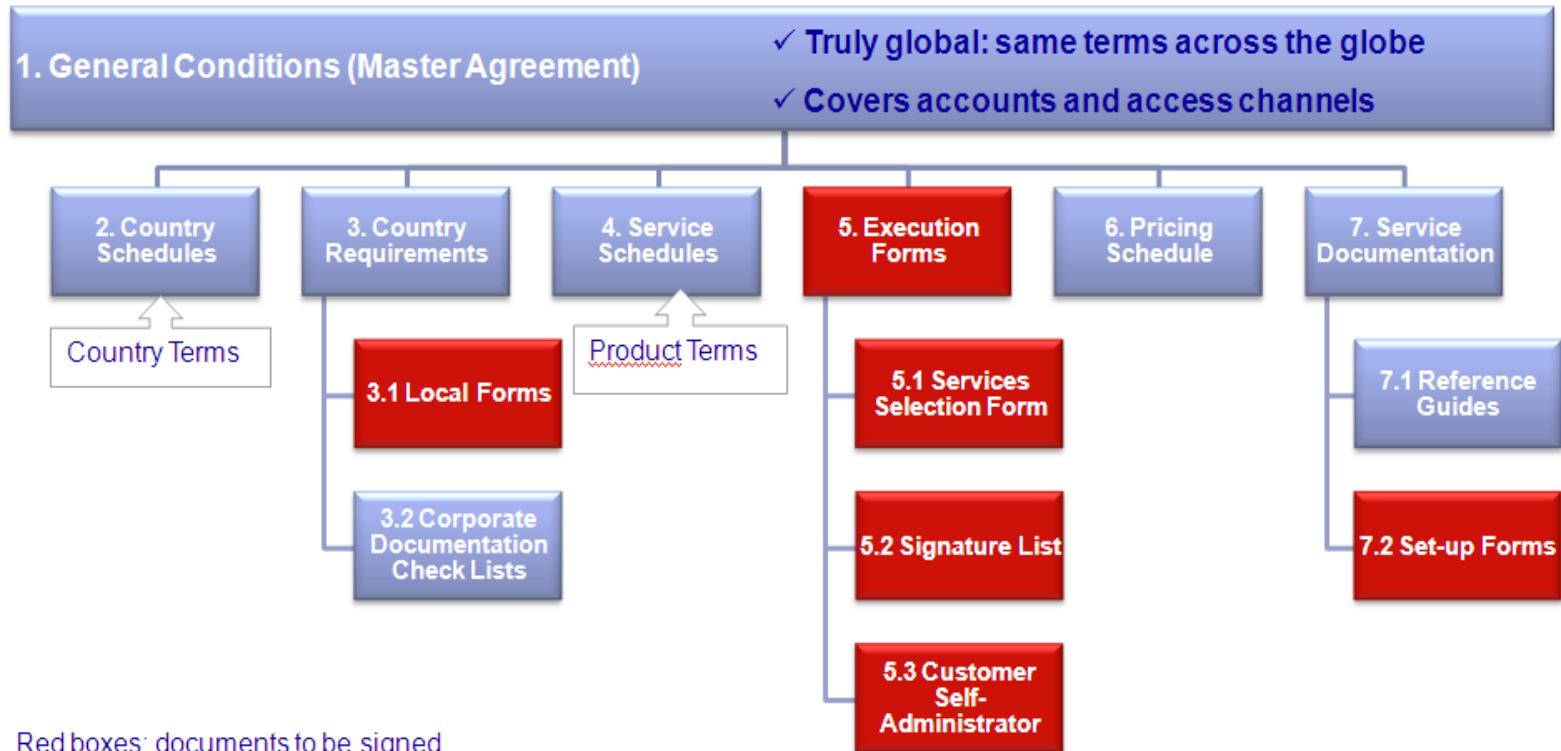 1. General Conditions (Master Agreement)
✓ Truly global: same terms across the globe
✓ Covers accounts and access channels
2. Country
Schedules
3. Country
Requirements
4. Service
Schedules
5. Execution
Forms
6. Pricing
Schedule
7. Service
Documentation
Country Terms
Product Terms
3.1 Local Forms
3.2 Corporate
Documentation
Check Lists
5.1 Services
Selection Form
5.2 Signature List
5.3 Customer
Self-
Administrator
7.1 Reference
Guides
7.2 Set-up Forms
Red boxes: documents to be signed